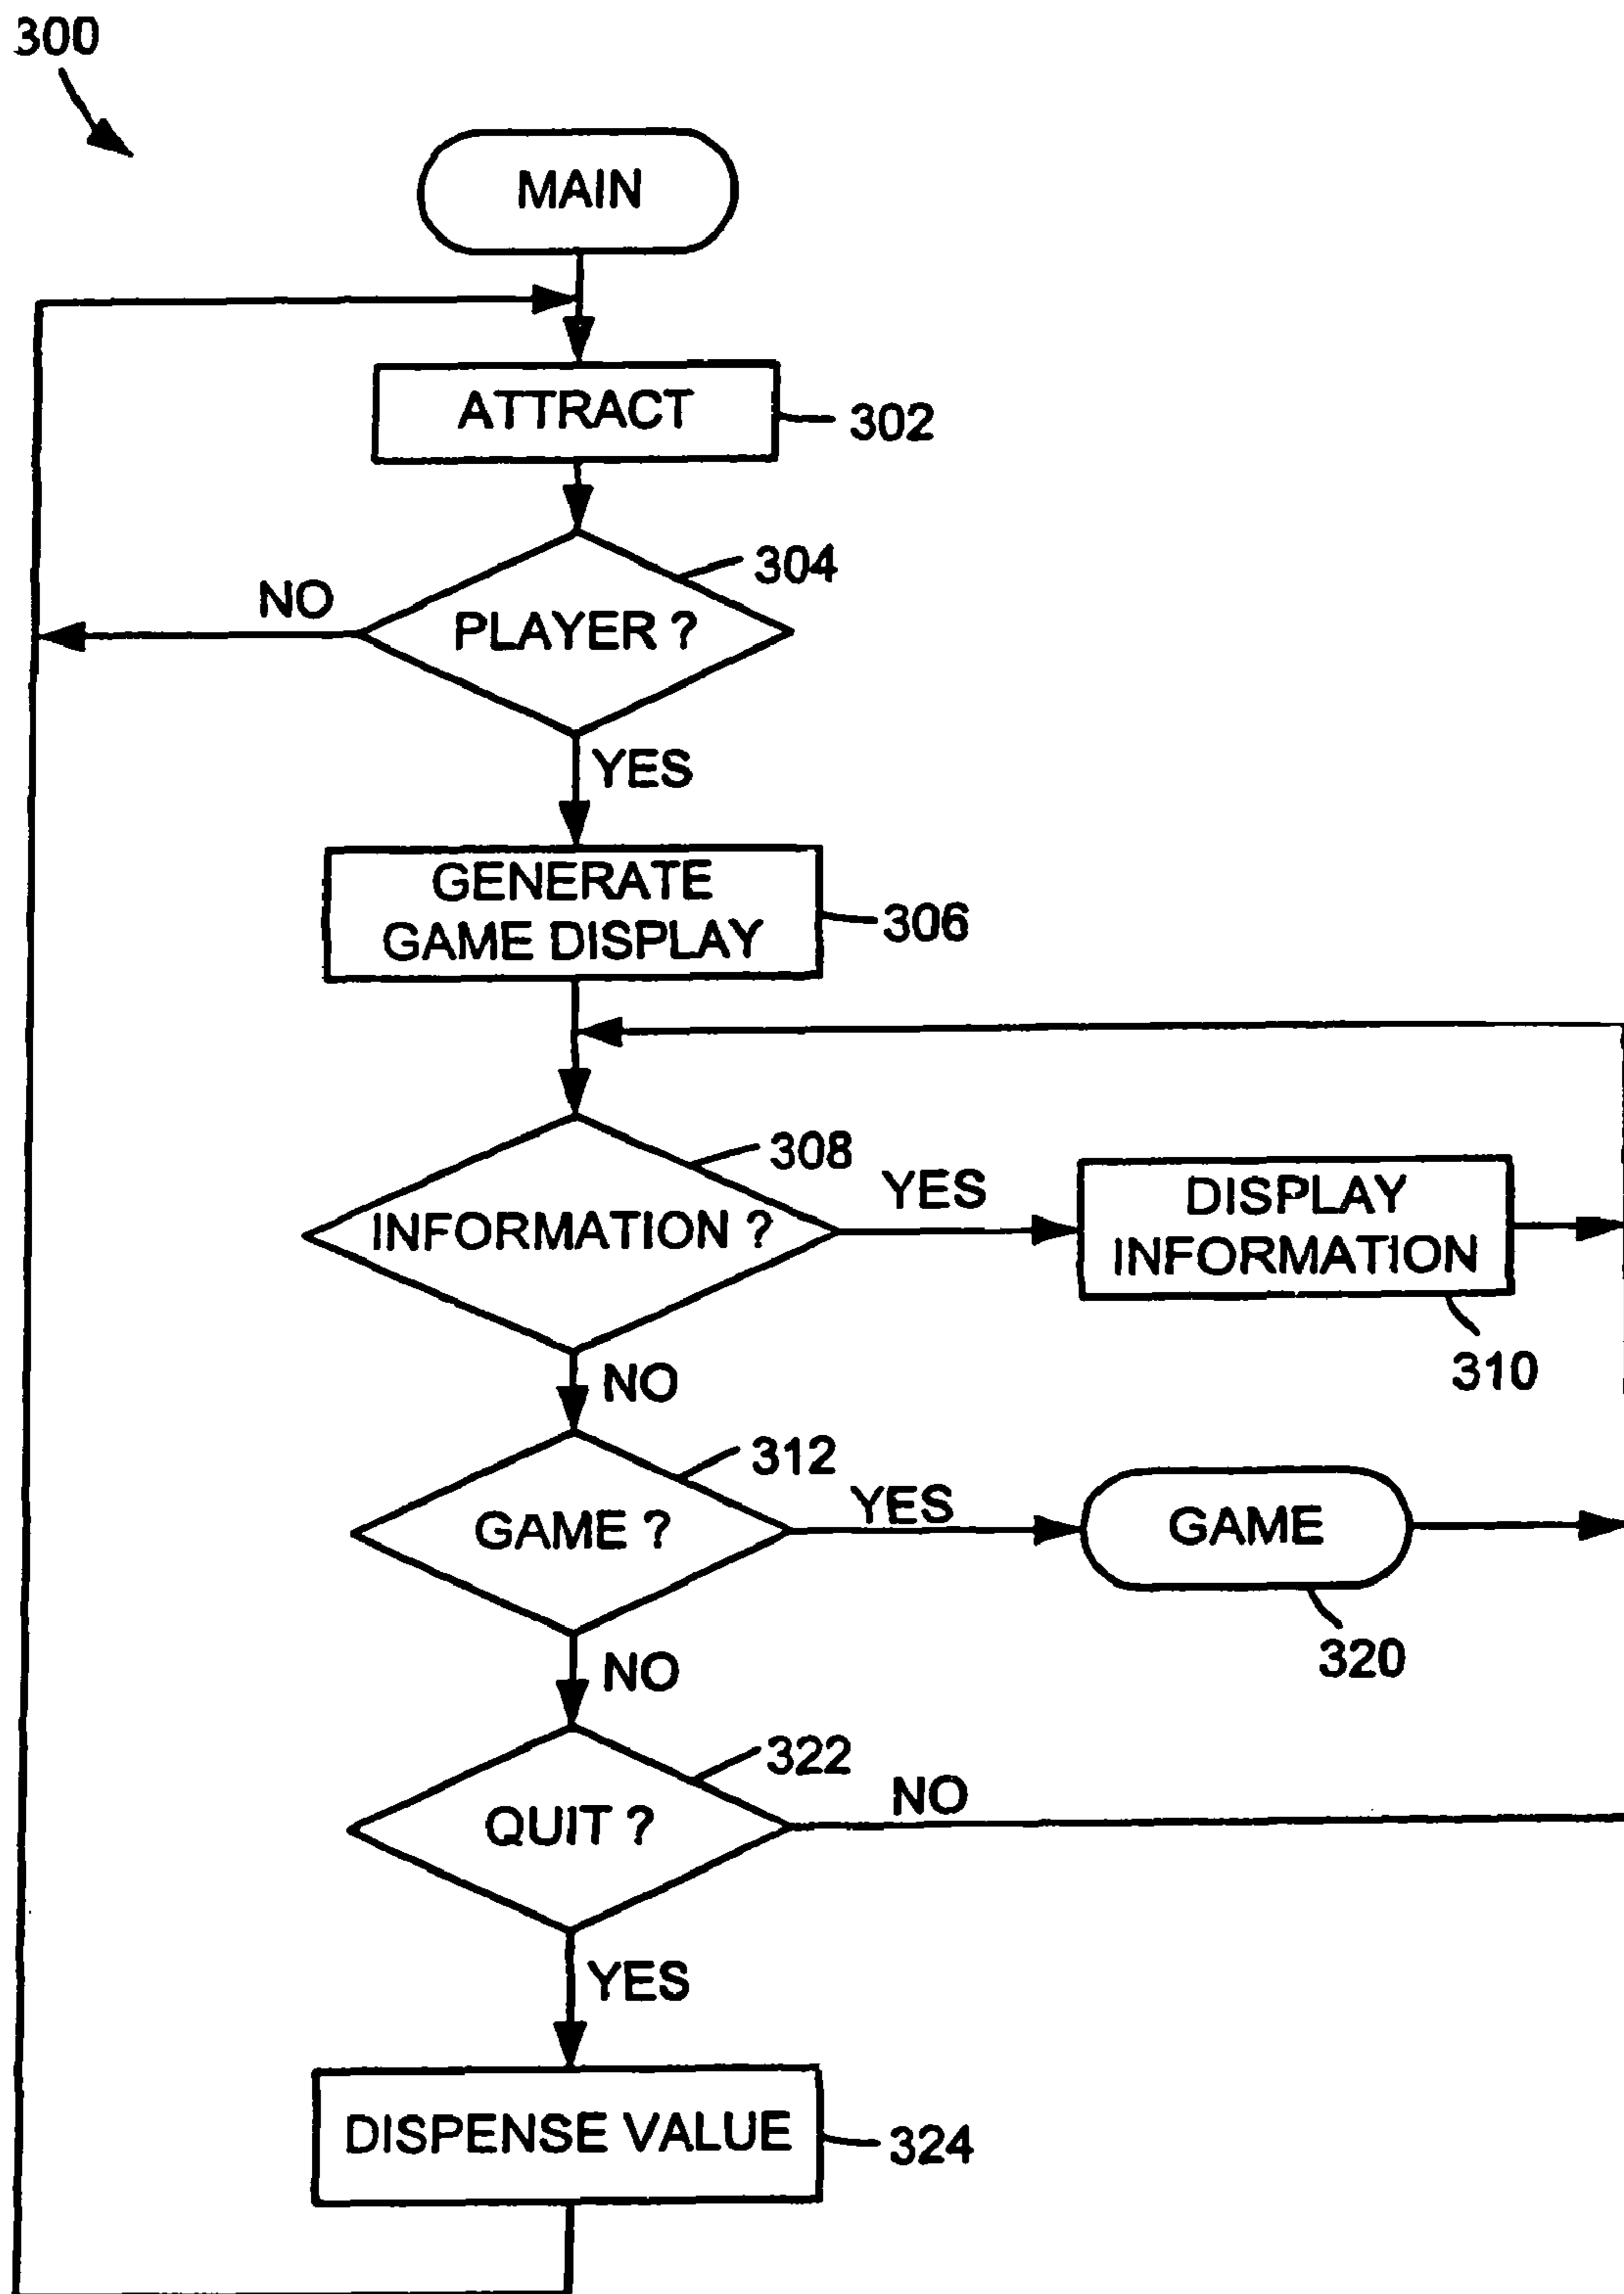 300
MAIN
ATTRACT
302
304
NO
PLAYER ?
YES
GENERATE
GAME DISPLAY
306
308
YES
DISPLAY
INFORMATION
INFORMATION ?
310
NO
312
YES
GAME ?
GAME
320
NO
322
NO
QUIT ?
YES
DISPENSE VALUE
324